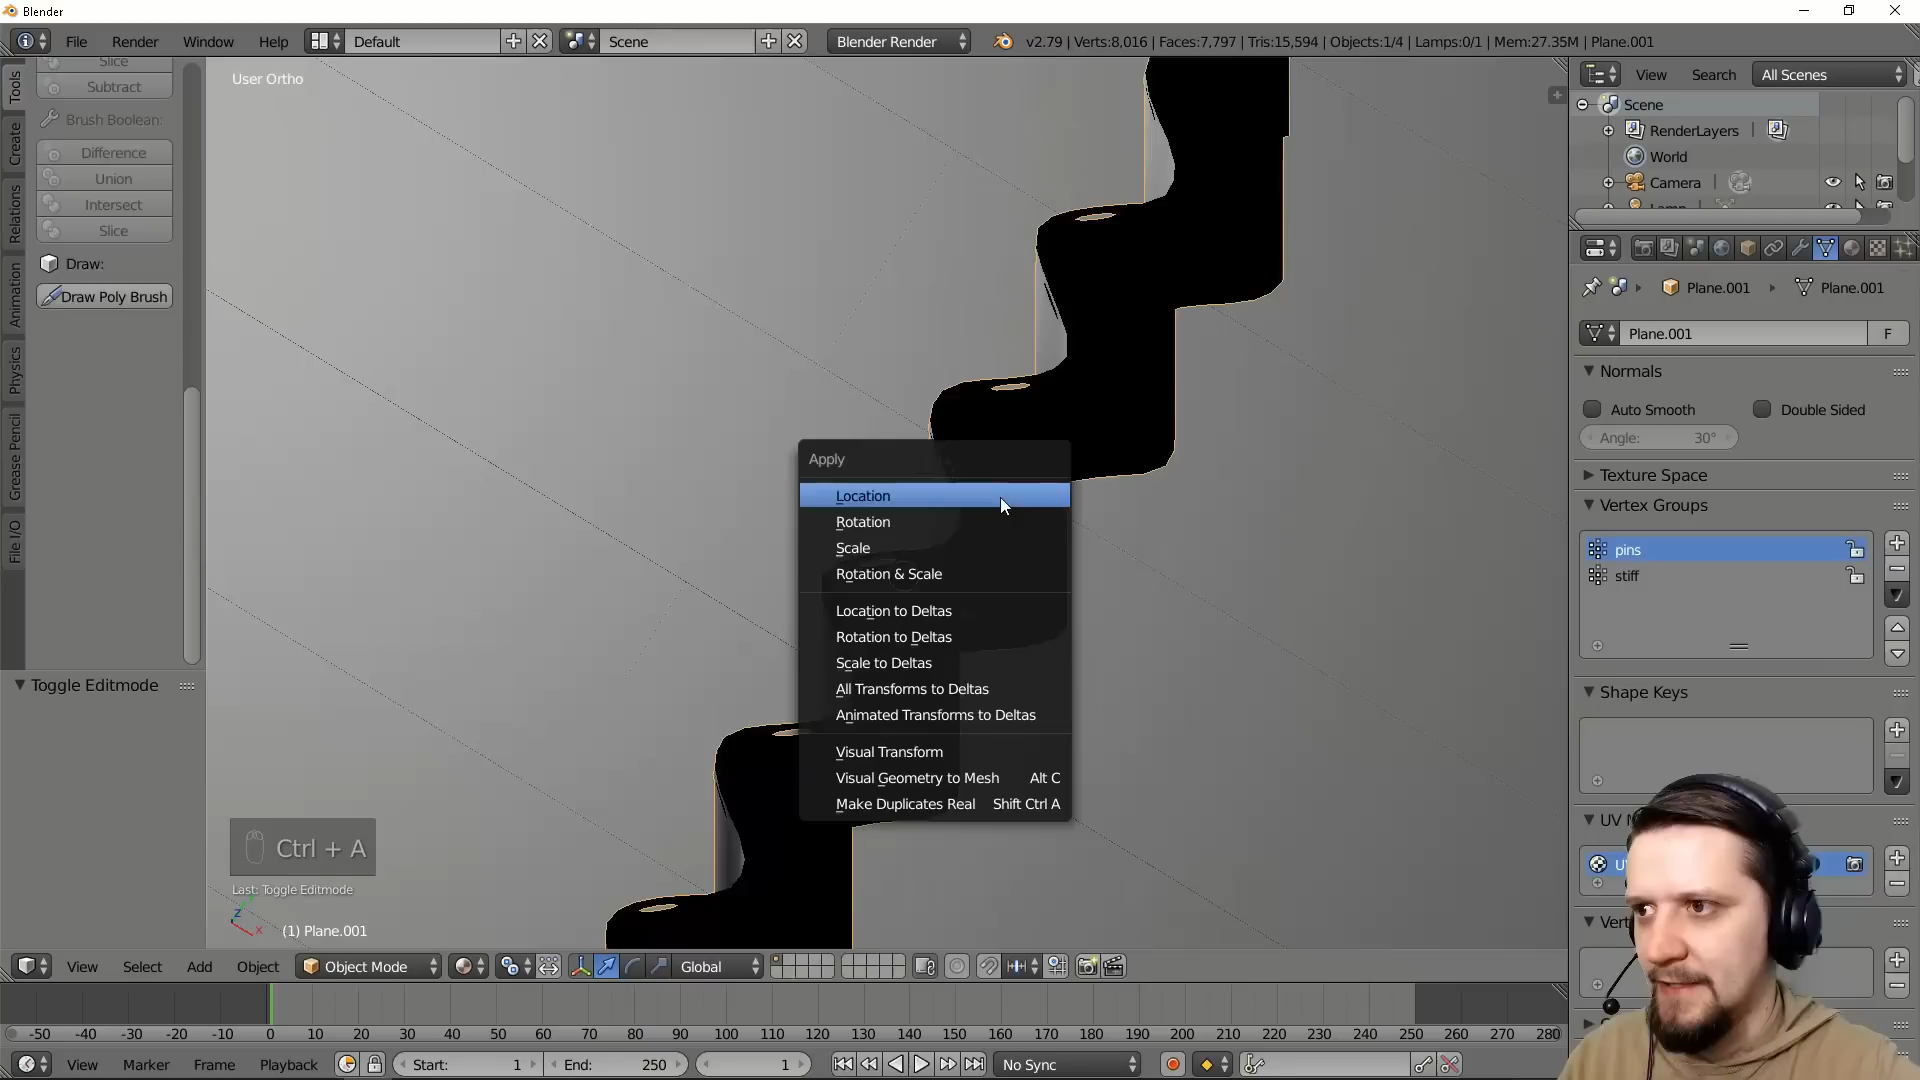 Blender
File
Render
Window
Help
Default
Scene
Blender Render
v2.79 | Verts:8,016 | Faces:7,797 | Tris:15,594 | Objects:1/4 | Lamps:0/1 | Mem:27.35M | Plane.001
Slice
Subtract
Brush Boolean:
Difference
Union
Intersect
Slice
Draw:
Draw Poly Brush
Tools
Create
Relations
Animation
Physics
Grease Pencil
File I/O
Toggle Editmode
User Ortho
Apply
Location
Rotation
Scale
Rotation & Scale
Location to Deltas
Rotation to Deltas
Scale to Deltas
All Transforms to Deltas
Animated Transforms to Deltas
Visual Transform
Visual Geometry to Mesh Alt C
Make Duplicates Real Shift Ctrl A
Ctrl + A
Last: Toggle Editmode
z
x
(1) Plane.001
View
Search
All Scenes
Scene
RenderLayers
World
Camera
Lamp
Plane.001
Plane.001
Plane.001
F
Normals
Auto Smooth
Double Sided
Angle: 30°
Texture Space
Vertex Groups
pins
stiff
Shape Keys
UV M
U
Vert
View
Select
Add
Object
Object Mode
Global
-50 -40 -30 -20 -10 0 10 20 30 40 50 60 70 80 90 100 110 120 130 140 150 160 170 180 190 200 210 220 230 240 250 260 270 280
View
Marker
Frame
Playback
Start: 1
End: 250
1
No Sync